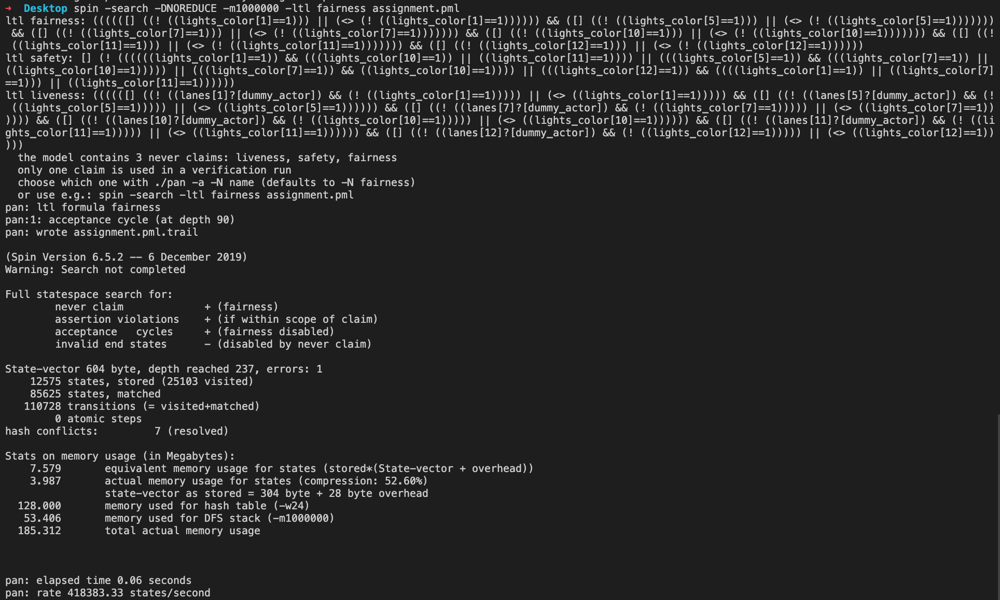 ➜  Desktop spin -search -DNOREDUCE -m1000000 -ltl fairness assignment.pml
ltl fairness: (((((([] ((! ((lights_color[1]==1))) || (<> (! ((lights_color[1]==1)))))) && ([] ((! ((lights_color[5]==1))) || (<> (! ((lights_color[5]==1)))))))
 && ([] ((! ((lights_color[7]==1))) || (<> (! ((lights_color[7]==1))))))) && ([] ((! ((lights_color[10]==1))) || (<> (! ((lights_color[10]==1))))))) && ([] ((!
 ((lights_color[11]==1))) || (<> (! ((lights_color[11]==1))))))) && ([] ((! ((lights_color[12]==1))) || (<> (! ((lights_color[12]==1))))))
ltl safety: [] (! ((((((lights_color[1]==1)) && (((lights_color[10]==1)) || ((lights_color[11]==1)))) || (((lights_color[5]==1)) && (((lights_color[7]==1)) ||
((lights_color[10]==1))))) || (((lights_color[7]==1)) && ((lights_color[10]==1)))) || (((lights_color[12]==1)) && ((((lights_color[1]==1)) || ((lights_color[7]
==1))) || ((lights_color[11]==1))))))
ltl liveness: (((((([] ((! ((lanes[1]?[dummy_actor]) && (! ((lights_color[1]==1))))) || (<> ((lights_color[1]==1))))) && ([] ((! ((lanes[5]?[dummy_actor]) && (!
 ((lights_color[5]==1))))) || (<> ((lights_color[5]==1)))))) && ([] ((! ((lanes[7]?[dummy_actor]) && (! ((lights_color[7]==1))))) || (<> ((lights_color[7]==1))
)))) && ([] ((! ((lanes[10]?[dummy_actor]) && (! ((lights_color[10]==1))))) || (<> ((lights_color[10]==1)))))) && ([] ((! ((lanes[11]?[dummy_actor]) && (! ((li
ghts_color[11]==1))))) || (<> ((lights_color[11]==1)))))) && ([] ((! ((lanes[12]?[dummy_actor]) && (! ((lights_color[12]==1))))) || (<> ((lights_color[12]==1))
)))
  the model contains 3 never claims: liveness, safety, fairness
  only one claim is used in a verification run
  choose which one with ./pan -a -N name (defaults to -N fairness)
  or use e.g.: spin -search -ltl fairness assignment.pml
pan: ltl formula fairness
pan:1: acceptance cycle (at depth 90)
pan: wrote assignment.pml.trail

(Spin Version 6.5.2 -- 6 December 2019)
Warning: Search not completed

Full statespace search for:
        never claim             + (fairness)
        assertion violations    + (if within scope of claim)
        acceptance   cycles     + (fairness disabled)
        invalid end states      - (disabled by never claim)

State-vector 604 byte, depth reached 237, errors: 1
    12575 states, stored (25103 visited)
    85625 states, matched
   110728 transitions (= visited+matched)
        0 atomic steps
hash conflicts:         7 (resolved)

Stats on memory usage (in Megabytes):
    7.579       equivalent memory usage for states (stored*(State-vector + overhead))
    3.987       actual memory usage for states (compression: 52.60%)
                state-vector as stored = 304 byte + 28 byte overhead
  128.000       memory used for hash table (-w24)
   53.406       memory used for DFS stack (-m1000000)
  185.312       total actual memory usage

pan: elapsed time 0.06 seconds
pan: rate 418383.33 states/second